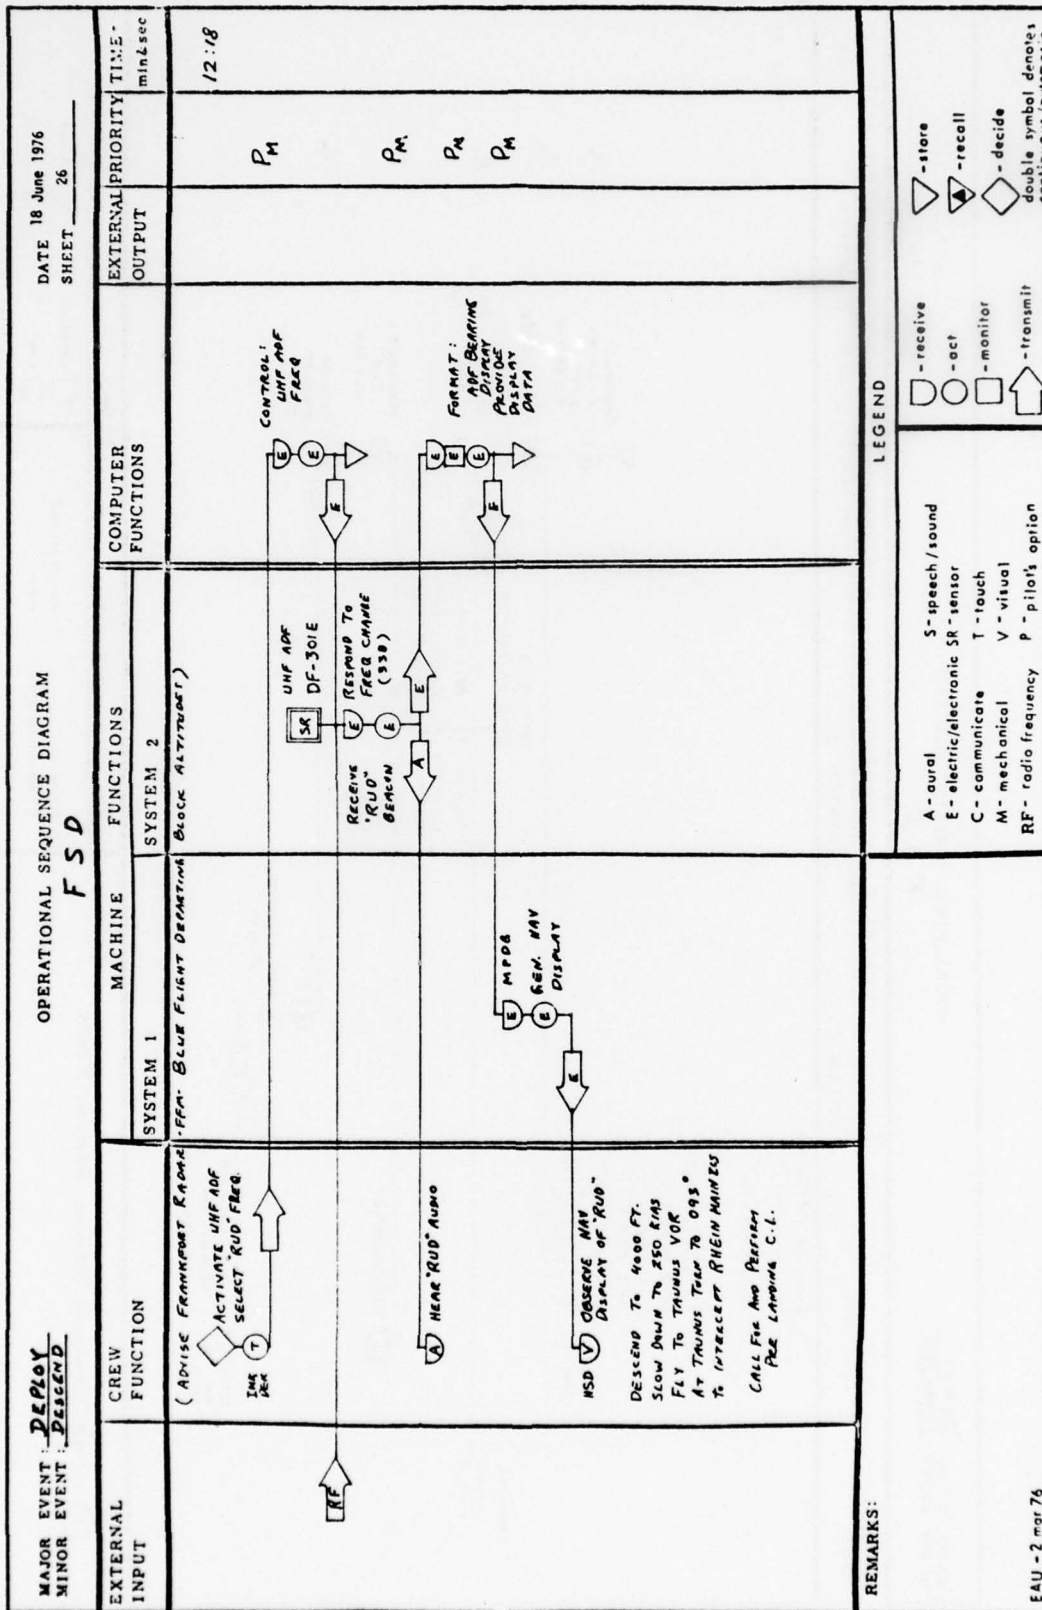 MAJOR EVENT: DEPLOY
MINOR EVENT: DESCEND
OPERATIONAL SEQUENCE DIAGRAM
FSD
DATE 18 June 1976
SHEET 26
EXTERNAL INPUT
CREW FUNCTION
MACHINE FUNCTIONS
SYSTEM 1
SYSTEM 2
COMPUTER FUNCTIONS
EXTERNAL OUTPUT
PRIORITY
TIME-
min&sec
(ADVISE FRANKFORT RADAR-FFM- BLUE FLIGHT DEPARTING BLOCK ALTITUDES)
12:18
ACTIVATE UHF ADF
SELECT "RUD" FREQ.
T
CONTROL:
UHF ADF
FREQ
E
E
PM
RF
E
UHF ADF
DF-301E
SR
RESPOND TO
FREQ CHANGE
(338)
E
E
RECEIVE
"RUD"
BEACON
A
E
A
HEAR "RUD" AUDIO
E
E
E
FORMAT:
ADF BEARING
DISPLAY
PROVIDE
DISPLAY
DATA
PM
PM
PM
E
E
MPDG
E
GEN. NAV
DISPLAY
E
HSD
V
OBSERVE NAV
DISPLAY OF "RUD"
DESCEND TO 4000 FT.
SLOW DOWN TO 250 KIAS
FLY TO TAUNUS VOR
AT TAUNUS TURN TO 093°
TO INTERCEPT RHEIN MAIN ILS
CALL FOR AND PERFORM
PRE LANDING C.L.
REMARKS:
LEGEND
A - aural
S - speech/sound
E - electric/electronic
SR - sensor
C - communicate
T - touch
M - mechanical
V - visual
RF - radio frequency
P - pilot's option
- receive
- act
- monitor
- transmit
- store
- recall
- decide
double symbol denotes
EAU - 2 mar 76